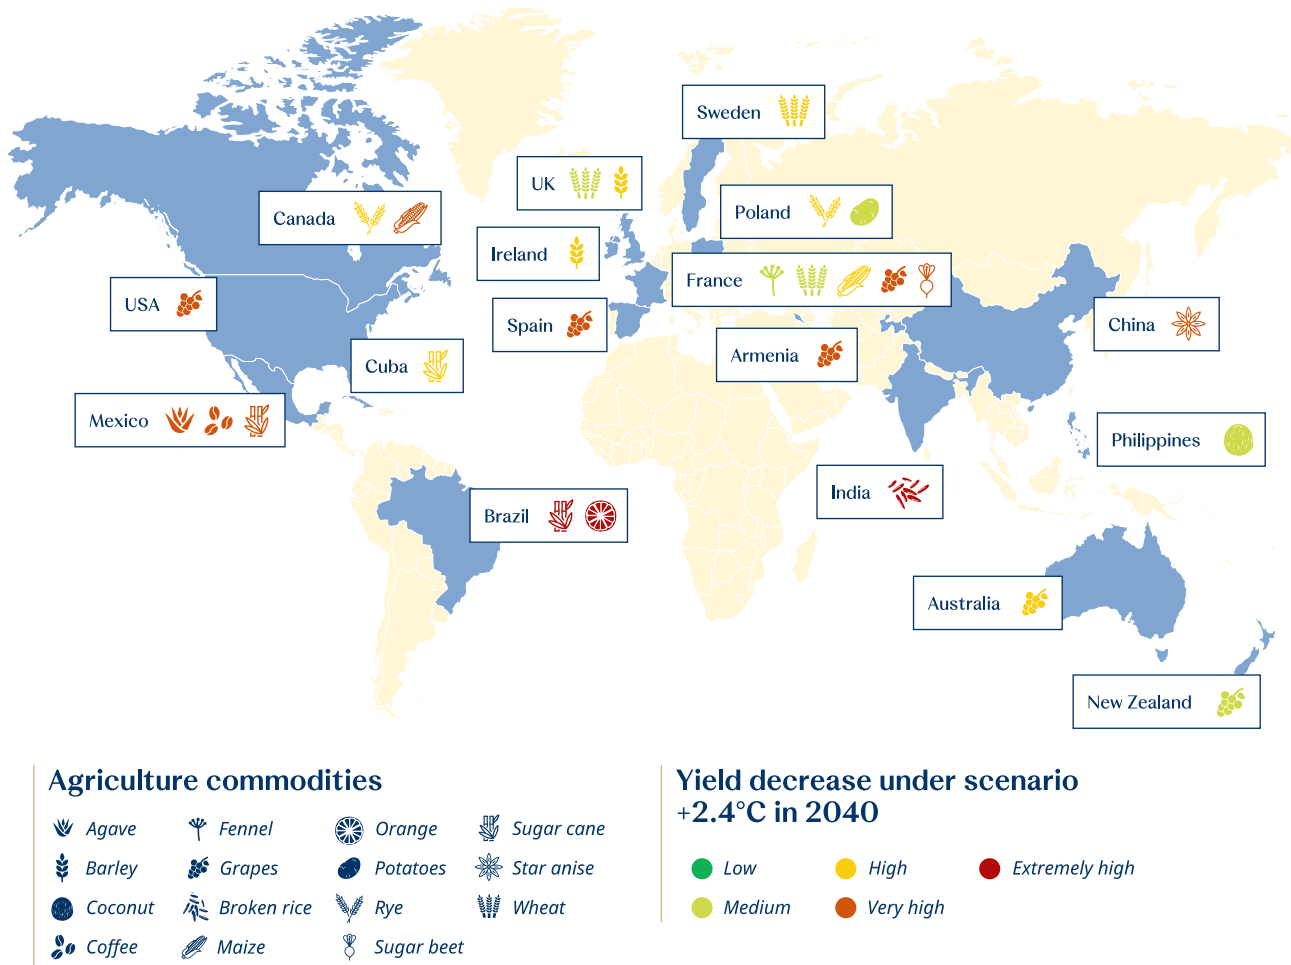 Sweden
UK
Poland
Canada
Ireland
France
USA
Spain
China
Armenia
Cuba
Mexico
Philippines
India
Brazil
Australia
New Zealand
Agriculture commodities
Agave
Fennel
Orange
Sugar cane
Barley
Grapes
Potatoes
Star anise
Coconut
Broken rice
Rye
Wheat
Coffee
Maize
Sugar beet
Yield decrease under scenario
+2.4°C in 2040
Low
High
Extremely high
Medium
Very high